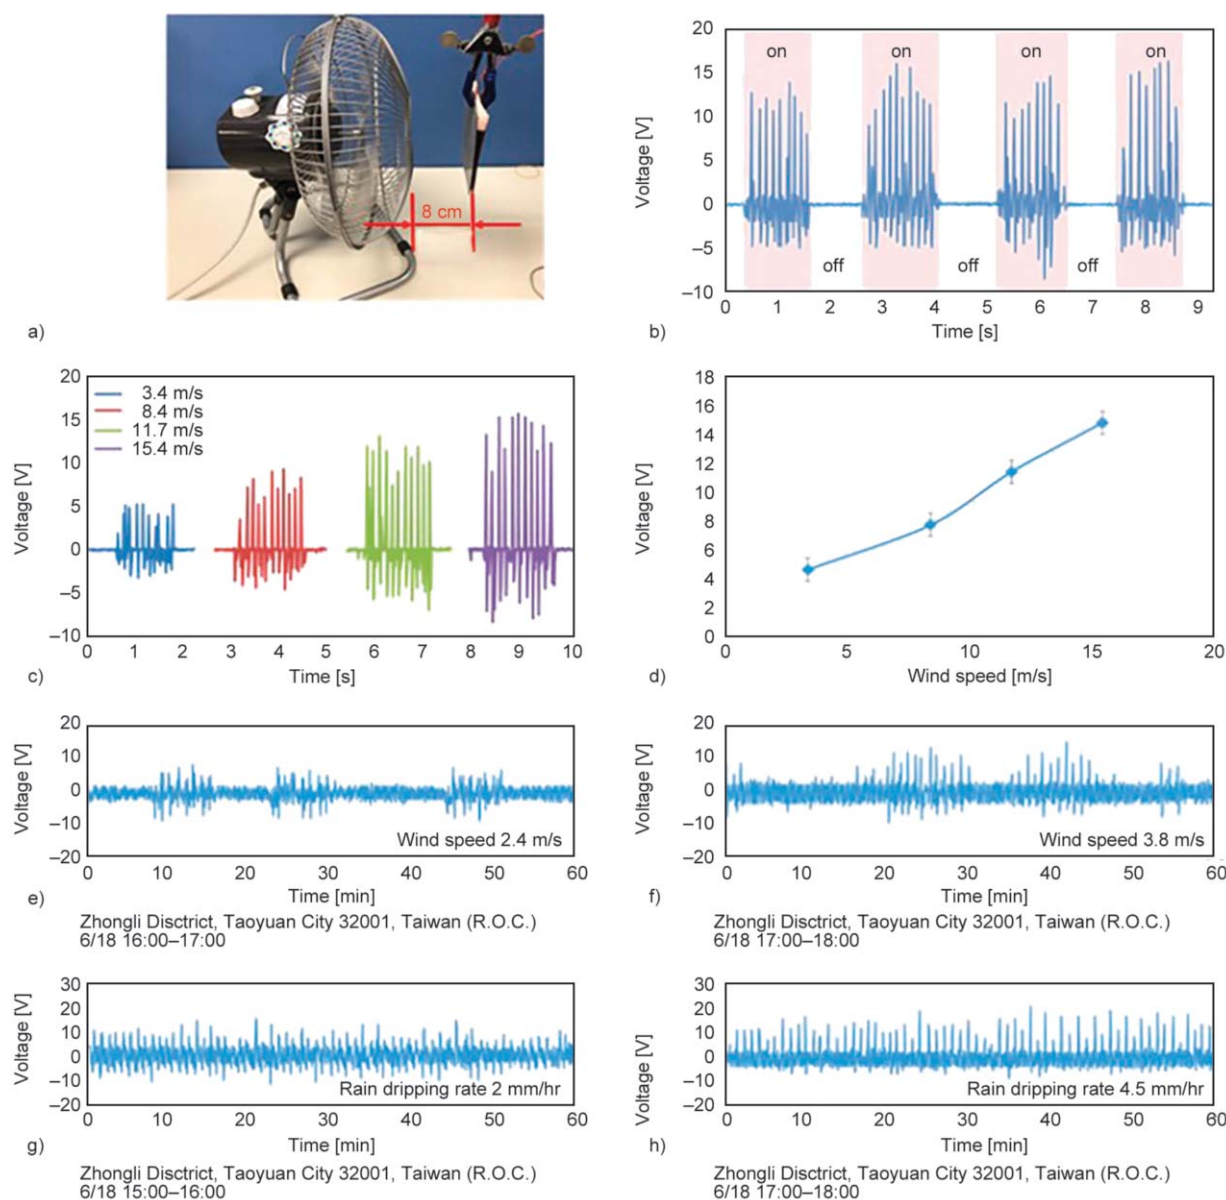 8 cm
a)
20
15
10
5
0
–5
–10
Voltage [V]
on
on
on
on
off
off
off
0 1 2 3 4 5 6 7 8 9
Time [s]
b)
20
15
10
5
0
–5
–10
Voltage [V]
3.4 m/s
8.4 m/s
11.7 m/s
15.4 m/s
0 1 2 3 4 5 6 7 8 9 10
Time [s]
c)
18
16
14
12
10
8
6
4
2
0
Voltage [V]
0 5 10 15 20
Wind speed [m/s]
d)
20
10
0
–10
–20
Voltage [V]
Wind speed 2.4 m/s
0 10 20 30 40 50 60
Time [min]
e)
Zhongli Disctrict, Taoyuan City 32001, Taiwan (R.O.C.)
6/18 16:00–17:00
20
10
0
–10
–20
Voltage [V]
Wind speed 3.8 m/s
0 10 20 30 40 50 60
Time [min]
f)
Zhongli Disctrict, Taoyuan City 32001, Taiwan (R.O.C.)
6/18 17:00–18:00
30
20
10
0
–10
–20
Voltage [V]
Rain dripping rate 2 mm/hr
0 10 20 30 40 50 60
Time [min]
g)
Zhongli Disctrict, Taoyuan City 32001, Taiwan (R.O.C.)
6/18 15:00–16:00
30
20
10
0
–10
–20
Voltage [V]
Rain dripping rate 4.5 mm/hr
0 10 20 30 40 50 60
Time [min]
h)
Zhongli Disctrict, Taoyuan City 32001, Taiwan (R.O.C.)
6/18 17:00–18:00